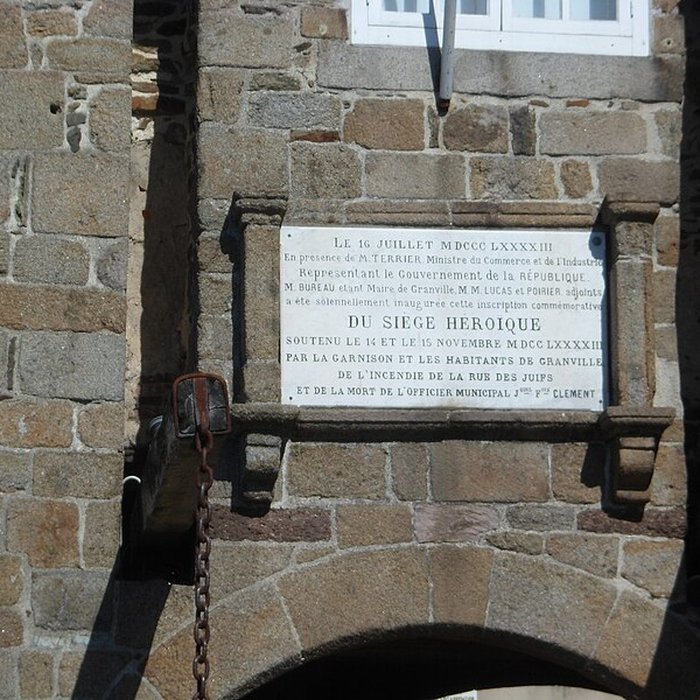 LE 16 JUILLET MDCCC LXXXXIII
En présence de M. TERRIER, Ministre du Commerce et de l'Industrie
Représentant le Gouvernement de la RÉPUBLIQUE.
M. BUREAU étant Maire de Granville, M.M. LUCAS et POIRIER, adjoints
a été solennellement inaugurée cette inscription commémorative
DU SIÈGE HÉROIQUE
SOUTENU LE 14 ET LE 15 NOVEMBRE MDCC LXXXXIII
PAR LA GARNISON ET LES HABITANTS DE GRANVILLE
DE L'INCENDIE DE LA RUE DES JUIFS
ET DE LA MORT DE L'OFFICIER MUNICIPAL CLEMENT